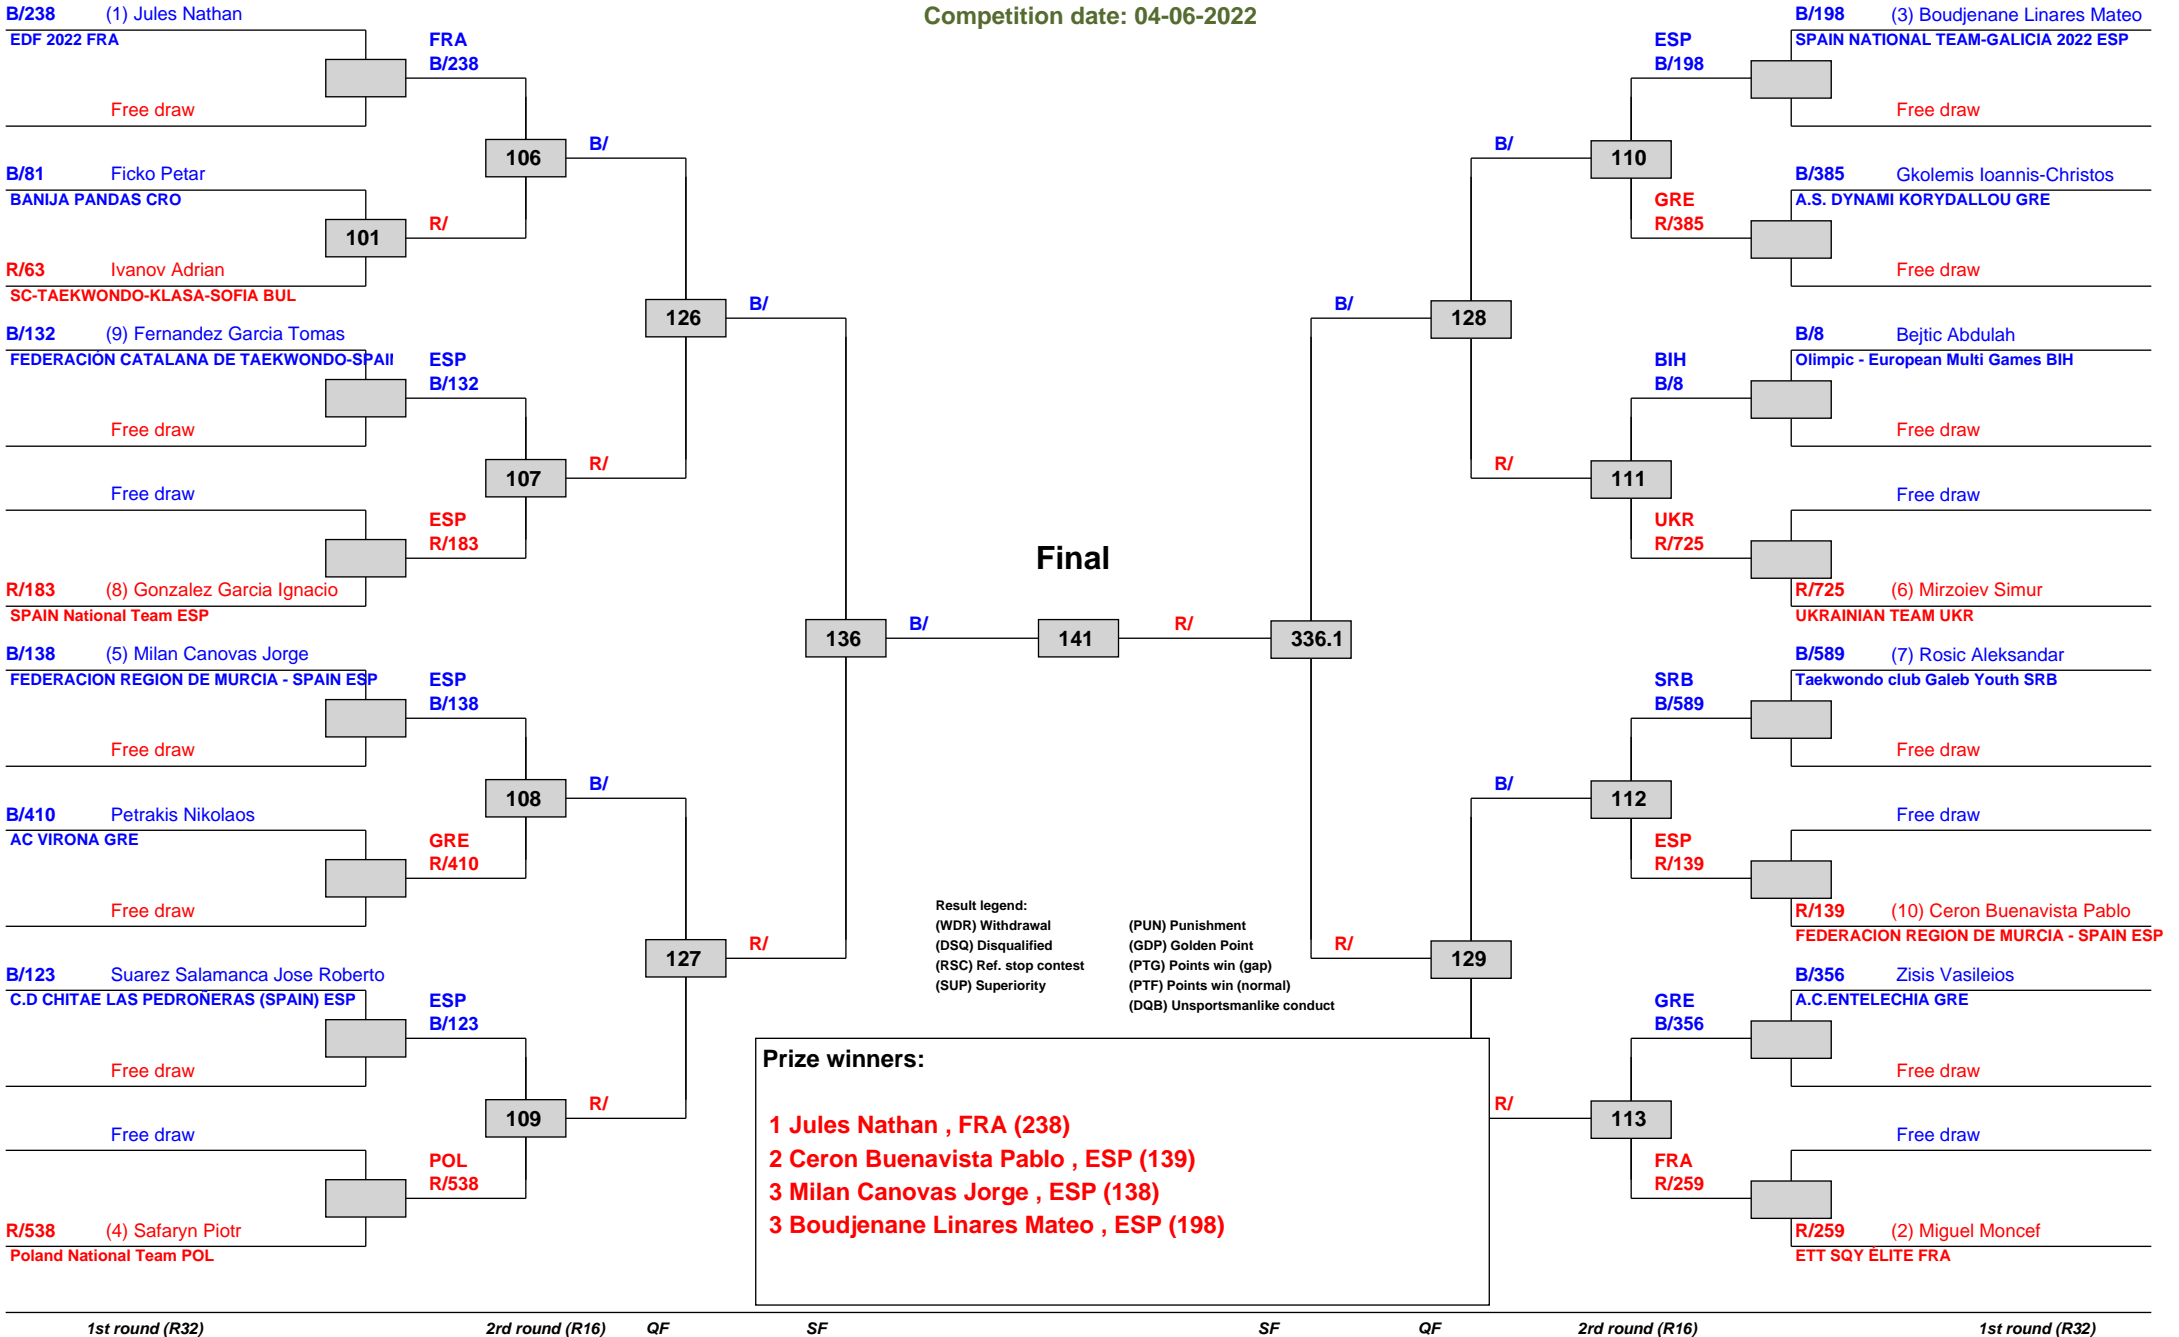 Competition date: 04-06-2022
B/238 (1) Jules Nathan
EDF 2022 FRA
Free draw
FRA
B/238
B/81 Ficko Petar
BANIJA PANDAS CRO
101
R/63 Ivanov Adrian
SC-TAEKWONDO-KLASA-SOFIA BUL
R/
106
B/
B/132 (9) Fernandez Garcia Tomas
FEDERACIÓN CATALANA DE TAEKWONDO-SPAI
Free draw
ESP
B/132
Free draw
R/183 (8) Gonzalez Garcia Ignacio
SPAIN National Team ESP
ESP
R/183
107
R/
126
B/
B/138 (5) Milan Canovas Jorge
FEDERACION REGION DE MURCIA - SPAIN ESP
Free draw
ESP
B/138
B/410 Petrakis Nikolaos
AC VIRONA GRE
Free draw
GRE
R/410
108
B/
B/123 Suarez Salamanca Jose Roberto
C.D CHITAE LAS PEDROÑERAS (SPAIN) ESP
Free draw
ESP
B/123
Free draw
R/538 (4) Safaryn Piotr
Poland National Team POL
POL
R/538
109
R/
127
R/
136
B/
Final
141
R/
336.1
B/
128
B/
110
ESP
B/198
B/198 (3) Boudjenane Linares Mateo
SPAIN NATIONAL TEAM-GALICIA 2022 ESP
Free draw
GRE
R/385
B/385 Gkolemis Ioannis-Christos
A.S. DYNAMI KORYDALLOU GRE
Free draw
R/
111
BIH
B/8
B/8 Bejtic Abdulah
Olimpic - European Multi Games BIH
Free draw
UKR
R/725
Free draw
R/725 (6) Mirzoiev Simur
UKRAINIAN TEAM UKR
R/
129
B/
112
SRB
B/589
B/589 (7) Rosic Aleksandar
Taekwondo club Galeb Youth SRB
Free draw
ESP
R/139
Free draw
R/139 (10) Ceron Buenavista Pablo
FEDERACION REGION DE MURCIA - SPAIN ESP
R/
113
GRE
B/356
B/356 Zisis Vasileios
A.C.ENTELECHIA GRE
Free draw
FRA
R/259
Free draw
R/259 (2) Miguel Moncef
ETT SQY ÉLITE FRA
Result legend:
(WDR) Withdrawal (PUN) Punishment
(DSQ) Disqualified (GDP) Golden Point
(RSC) Ref. stop contest (PTG) Points win (gap)
(SUP) Superiority (PTF) Points win (normal)
(DQB) Unsportsmanlike conduct
Prize winners:
1 Jules Nathan , FRA (238)
2 Ceron Buenavista Pablo , ESP (139)
3 Milan Canovas Jorge , ESP (138)
3 Boudjenane Linares Mateo , ESP (198)
1st round (R32) 2rd round (R16) QF SF SF QF 2rd round (R16) 1st round (R32)